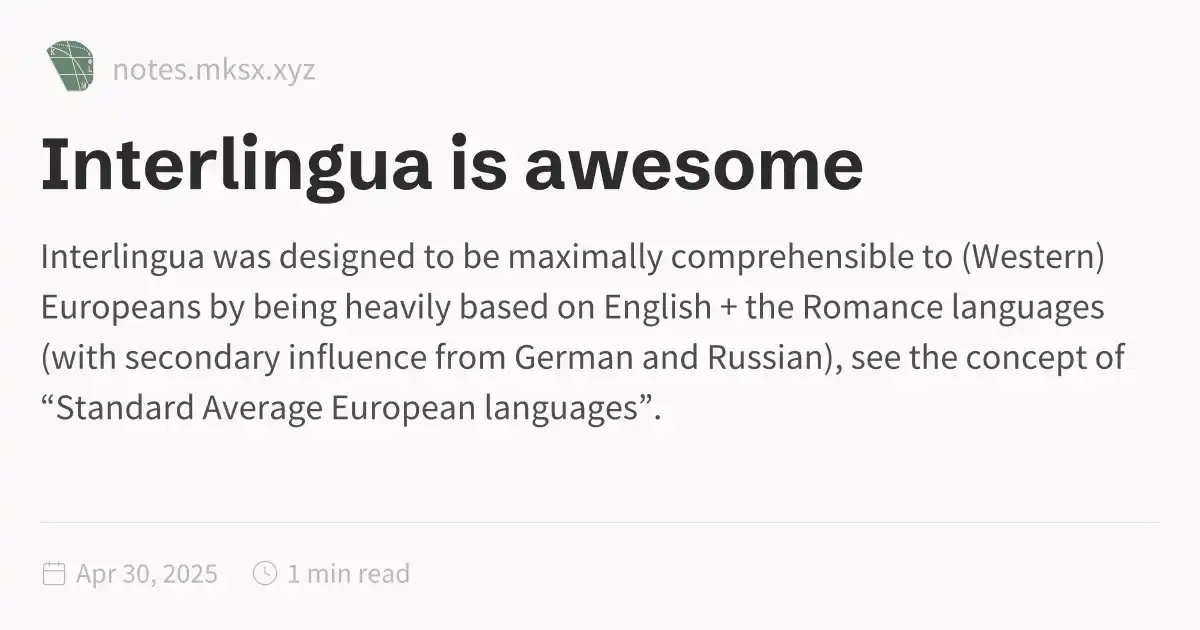 notes.mksx.xyz
Interlingua is awesome
Interlingua was designed to be maximally comprehensible to (Western)
Europeans by being heavily based on English + the Romance languages
(with secondary influence from German and Russian), see the concept of
“Standard Average European languages”.
Apr 30, 2025
1 min read